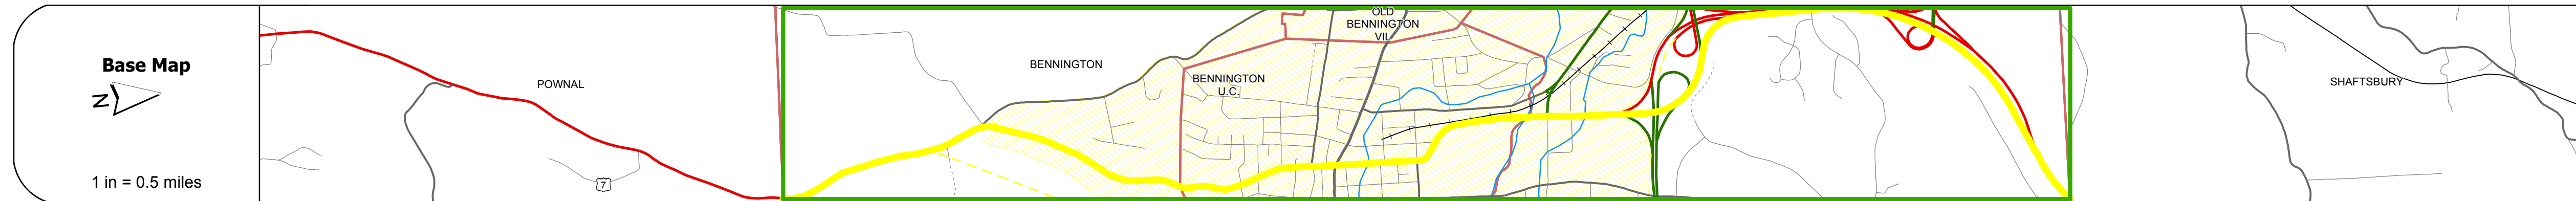 Base Map
N
1 in = 0.5 miles
POWNAL
7
BENNINGTON
BENNINGTON
U.C.
OLD
BENNINGTON
VIL
SHAFTSBURY